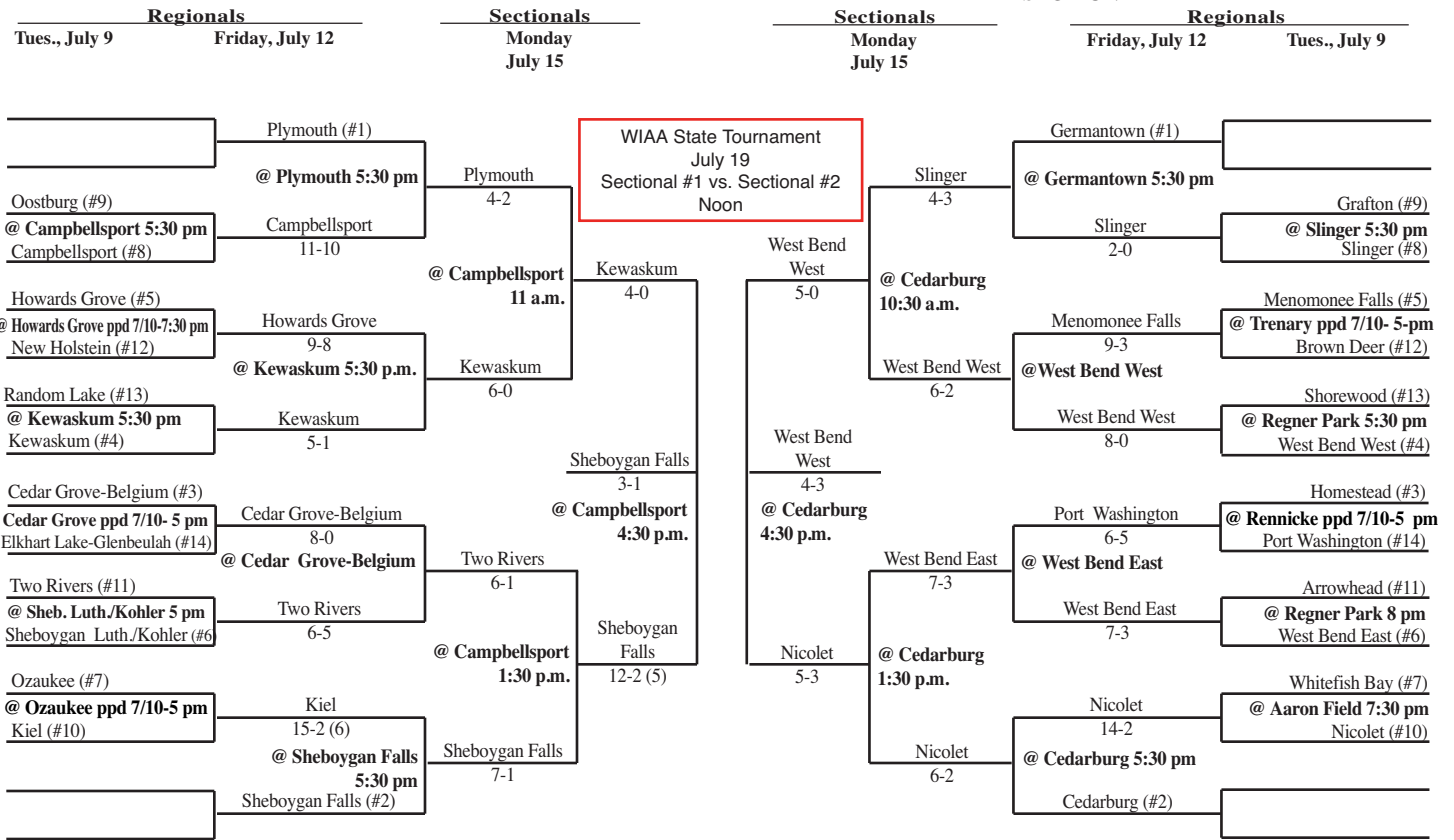 Regionals
Tues., July 9
Friday, July 12
Sectionals
Monday
July 15
Sectionals
Monday
July 15
Regionals
Friday, July 12
Tues., July 9
Plymouth (#1)
@ Plymouth 5:30 pm
Oostburg (#9)
@ Campbellsport 5:30 pm
Campbellsport (#8)
Campbellsport
11-10
Plymouth
4-2
Howards Grove (#5)
@ Howards Grove ppd 7/10-7:30 pm
New Holstein (#12)
Howards Grove
9-8
@ Kewaskum 5:30 p.m.
Random Lake (#13)
@ Kewaskum 5:30 pm
Kewaskum (#4)
Kewaskum
5-1
Kewaskum
6-0
@ Campbellsport
11 a.m.
Kewaskum
4-0
Cedar Grove-Belgium (#3)
Cedar Grove ppd 7/10- 5 pm
Elkhart Lake-Glenbeulah (#14)
Cedar Grove-Belgium
8-0
@ Cedar Grove-Belgium
Two Rivers (#11)
@ Sheb. Luth./Kohler 5 pm
Sheboygan Luth./Kohler (#6)
Two Rivers
6-5
Two Rivers
6-1
Ozaukee (#7)
@ Ozaukee ppd 7/10-5 pm
Kiel (#10)
Kiel
15-2 (6)
@ Sheboygan Falls
5:30 pm
Sheboygan Falls (#2)
Sheboygan Falls
7-1
@ Campbellsport
1:30 p.m.
Sheboygan
Falls
12-2 (5)
Sheboygan Falls
3-1
@ Campbellsport
4:30 p.m.
WIAA State Tournament
July 19
Sectional #1 vs. Sectional #2
Noon
Germantown (#1)
@ Germantown 5:30 pm
Grafton (#9)
@ Slinger 5:30 pm
Slinger (#8)
Slinger
2-0
Slinger
4-3
Menomonee Falls (#5)
@ Trenary ppd 7/10- 5-pm
Brown Deer (#12)
Menomonee Falls
9-3
@West Bend West
Shorewood (#13)
@ Regner Park 5:30 pm
West Bend West (#4)
West Bend West
8-0
West Bend West
6-2
@ Cedarburg
10:30 a.m.
West Bend
West
5-0
West Bend
West
4-3
@ Cedarburg
4:30 p.m.
Homestead (#3)
@ Rennicke ppd 7/10-5 pm
Port Washington (#14)
Port Washington
6-5
@ West Bend East
Arrowhead (#11)
@ Regner Park 8 pm
West Bend East (#6)
West Bend East
7-3
West Bend East
7-3
Whitefish Bay (#7)
@ Aaron Field 7:30 pm
Nicolet (#10)
Nicolet
14-2
@ Cedarburg 5:30 pm
Cedarburg (#2)
Nicolet
6-2
@ Cedarburg
1:30 p.m.
Nicolet
5-3